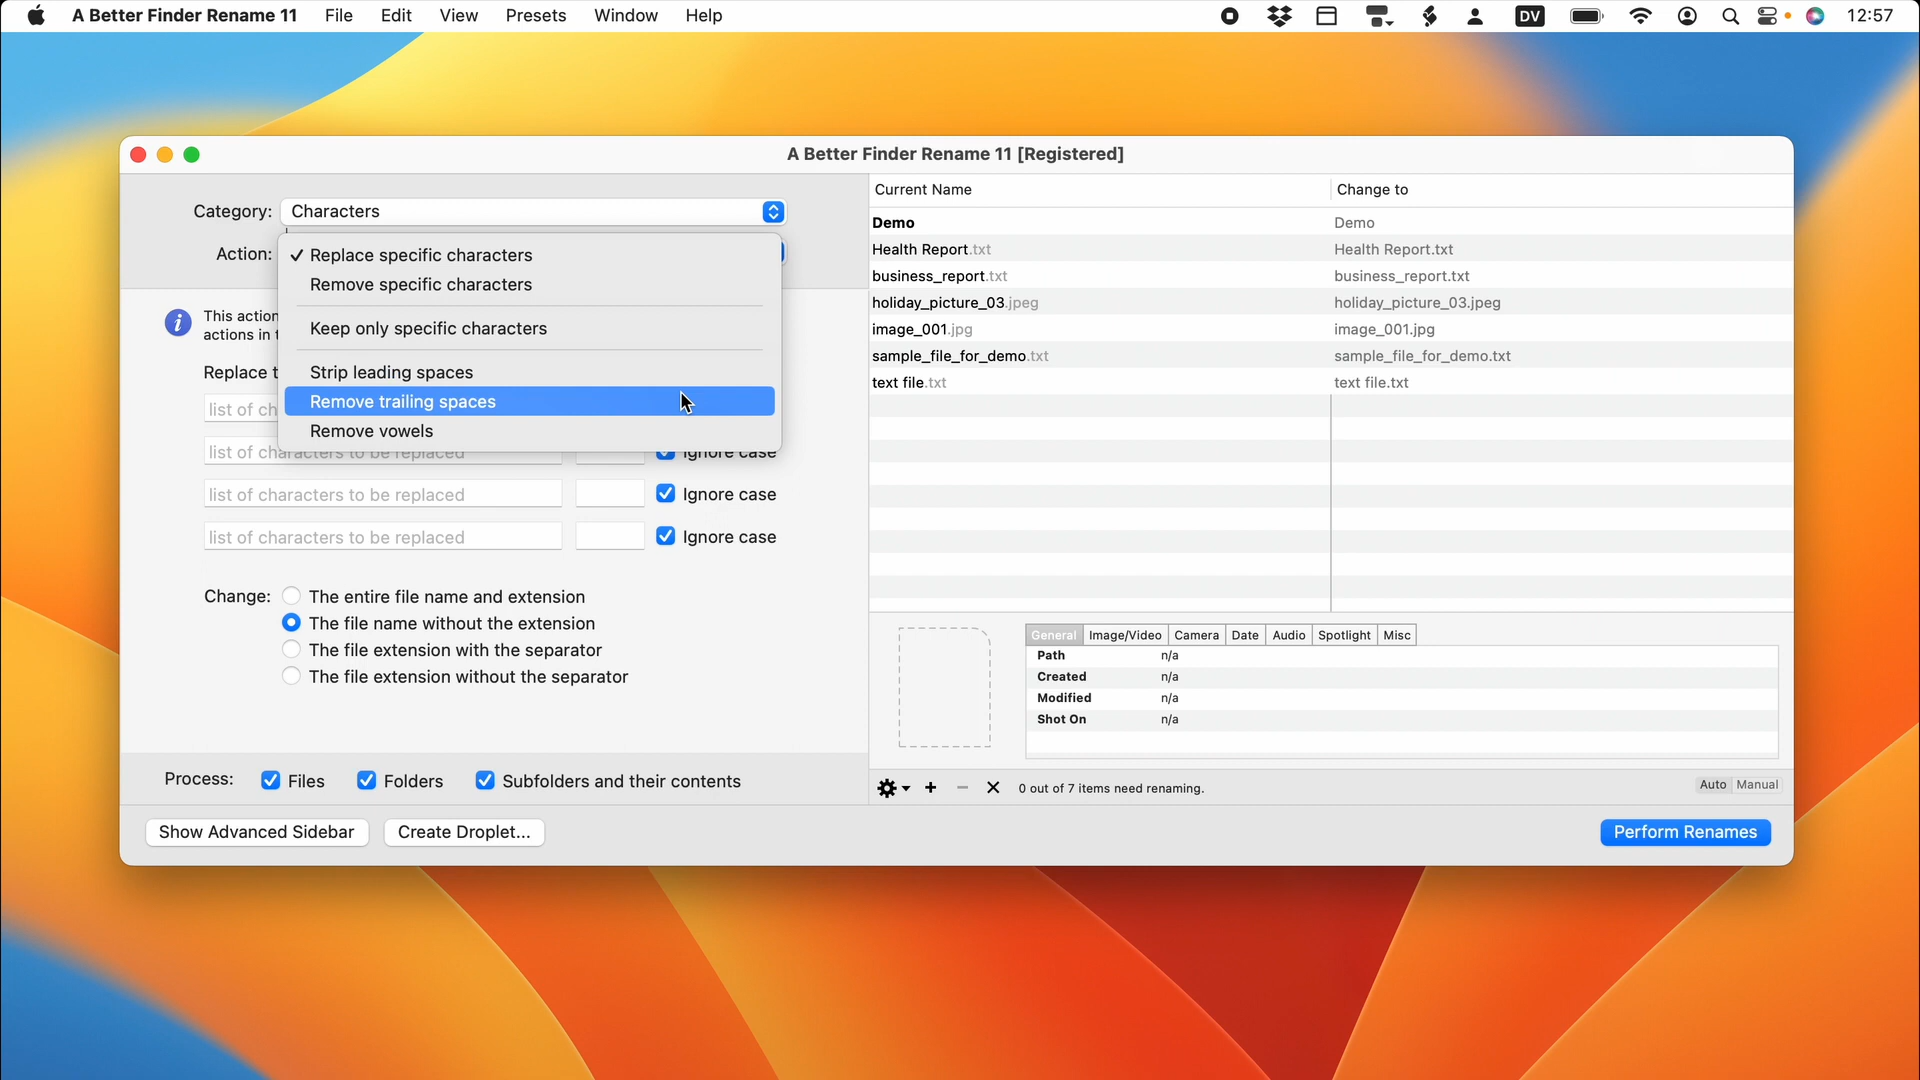 A Better Finder Rename 11 File Edit View Presets Window Help DV 12:57
A Better Finder Rename 11 [Registered]
Category: Characters
Action:
✓ Replace specific characters
Remove specific characters
Keep only specific characters
Strip leading spaces
Remove trailing spaces
Remove vowels
This action
actions in t
Replace t
list of ch
list of characters to be replaced Ignore case
list of characters to be replaced Ignore case
list of characters to be replaced Ignore case
Change: The entire file name and extension
The file name without the extension
The file extension with the separator
The file extension without the separator
Process: Files Folders Subfolders and their contents
Show Advanced Sidebar Create Droplet...
Current Name Change to
Demo Demo
Health Report.txt Health Report.txt
business_report.txt business_report.txt
holiday_picture_03.jpeg holiday_picture_03.jpeg
image_001.jpg image_001.jpg
sample_file_for_demo.txt sample_file_for_demo.txt
text file.txt text file.txt
General Image/Video Camera Date Audio Spotlight Misc
Path n/a
Created n/a
Modified n/a
Shot On n/a
0 out of 7 items need renaming. Auto Manual
Perform Renames